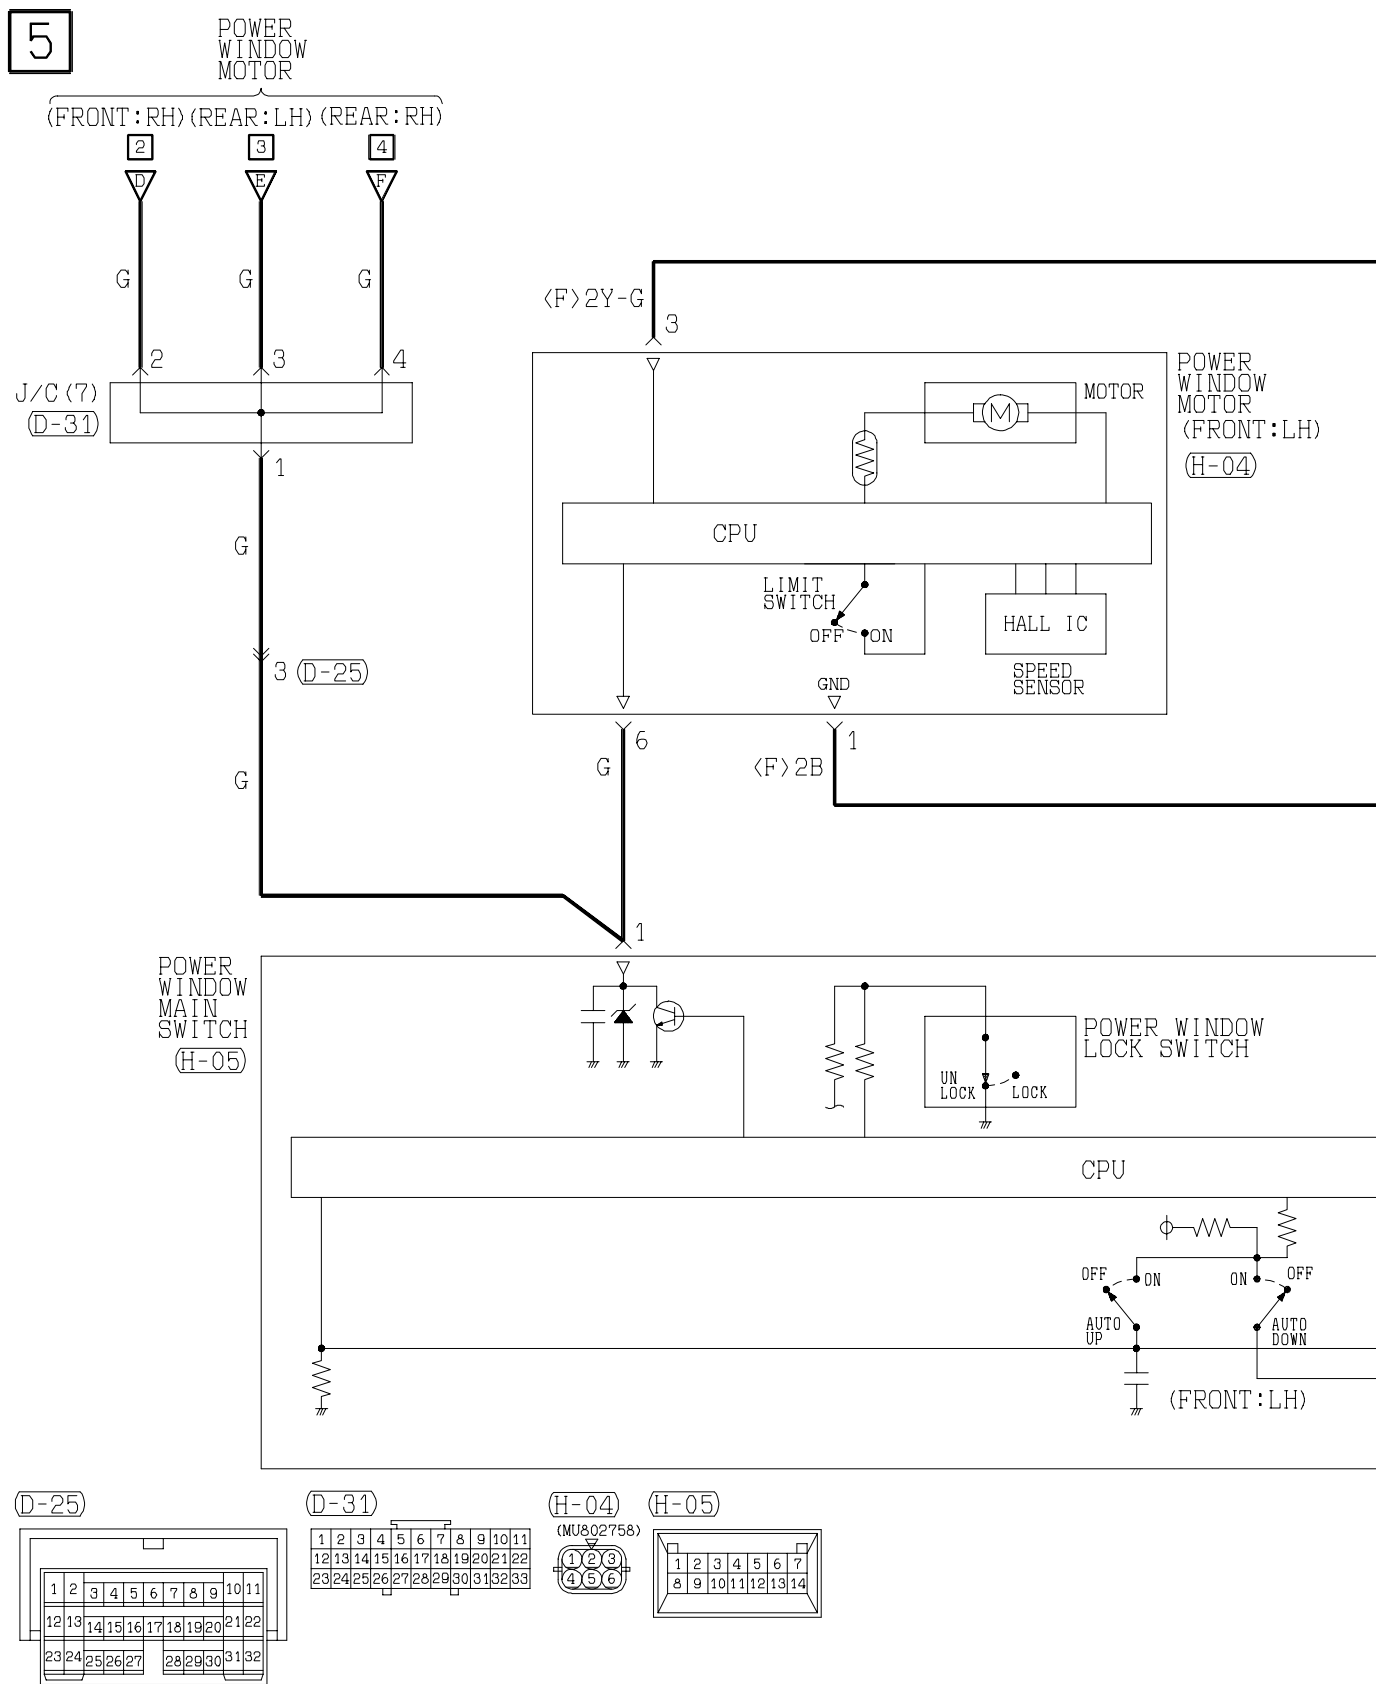 5
POWER
WINDOW
MOTOR
(FRONT:RH) (REAR:LH) (REAR:RH)
2 3 4
D E F
G G G
<F>2Y-G
3
2 3 4
J/C(7)
(D-31)
1
POWER
WINDOW
MOTOR
(FRONT:LH)
(H-04)
MOTOR
M
CPU
G
LIMIT
SWITCH
OFF ON
HALL IC
SPEED
SENSOR
GND
3 (D-25)
6 1
G
<F>2B
G
1
POWER
WINDOW
MAIN
SWITCH
(H-05)
POWER WINDOW
LOCK SWITCH
UN
LOCK
LOCK
CPU
OFF ON ON OFF
AUTO
UP
AUTO
DOWN
(FRONT:LH)
(D-25) (D-31) (H-04) (H-05)
(MU802758)
1 2 3 4 5 6 7 8 9 10 11
12 13 14 15 16 17 18 19 20 21 22
23 24 25 26 27 28 29 30 31 32
1 2 3 4 5 6 7 8 9 10 11
12 13 14 15 16 17 18 19 20 21 22
23 24 25 26 27 28 29 30 31 32 33
1 2 3
4 5 6
1 2 3 4 5 6 7
8 9 10 11 12 13 14